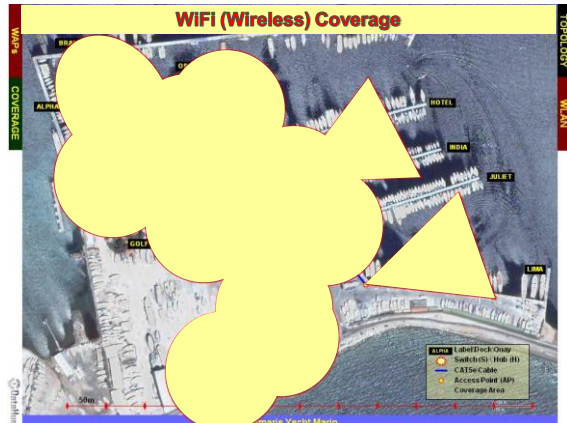 WiFi (Wireless) Coverage
WAPs
COVERAGE
TOPOLOGY
WLAN
ALPHA
HOTEL
INDIA
JULIET
GOLF
LIMA
ALPHA Label Dock/Quay
Switch (S) - Hub (H)
CAT5e Cable
Access Point (AP)
Coverage Area
50m